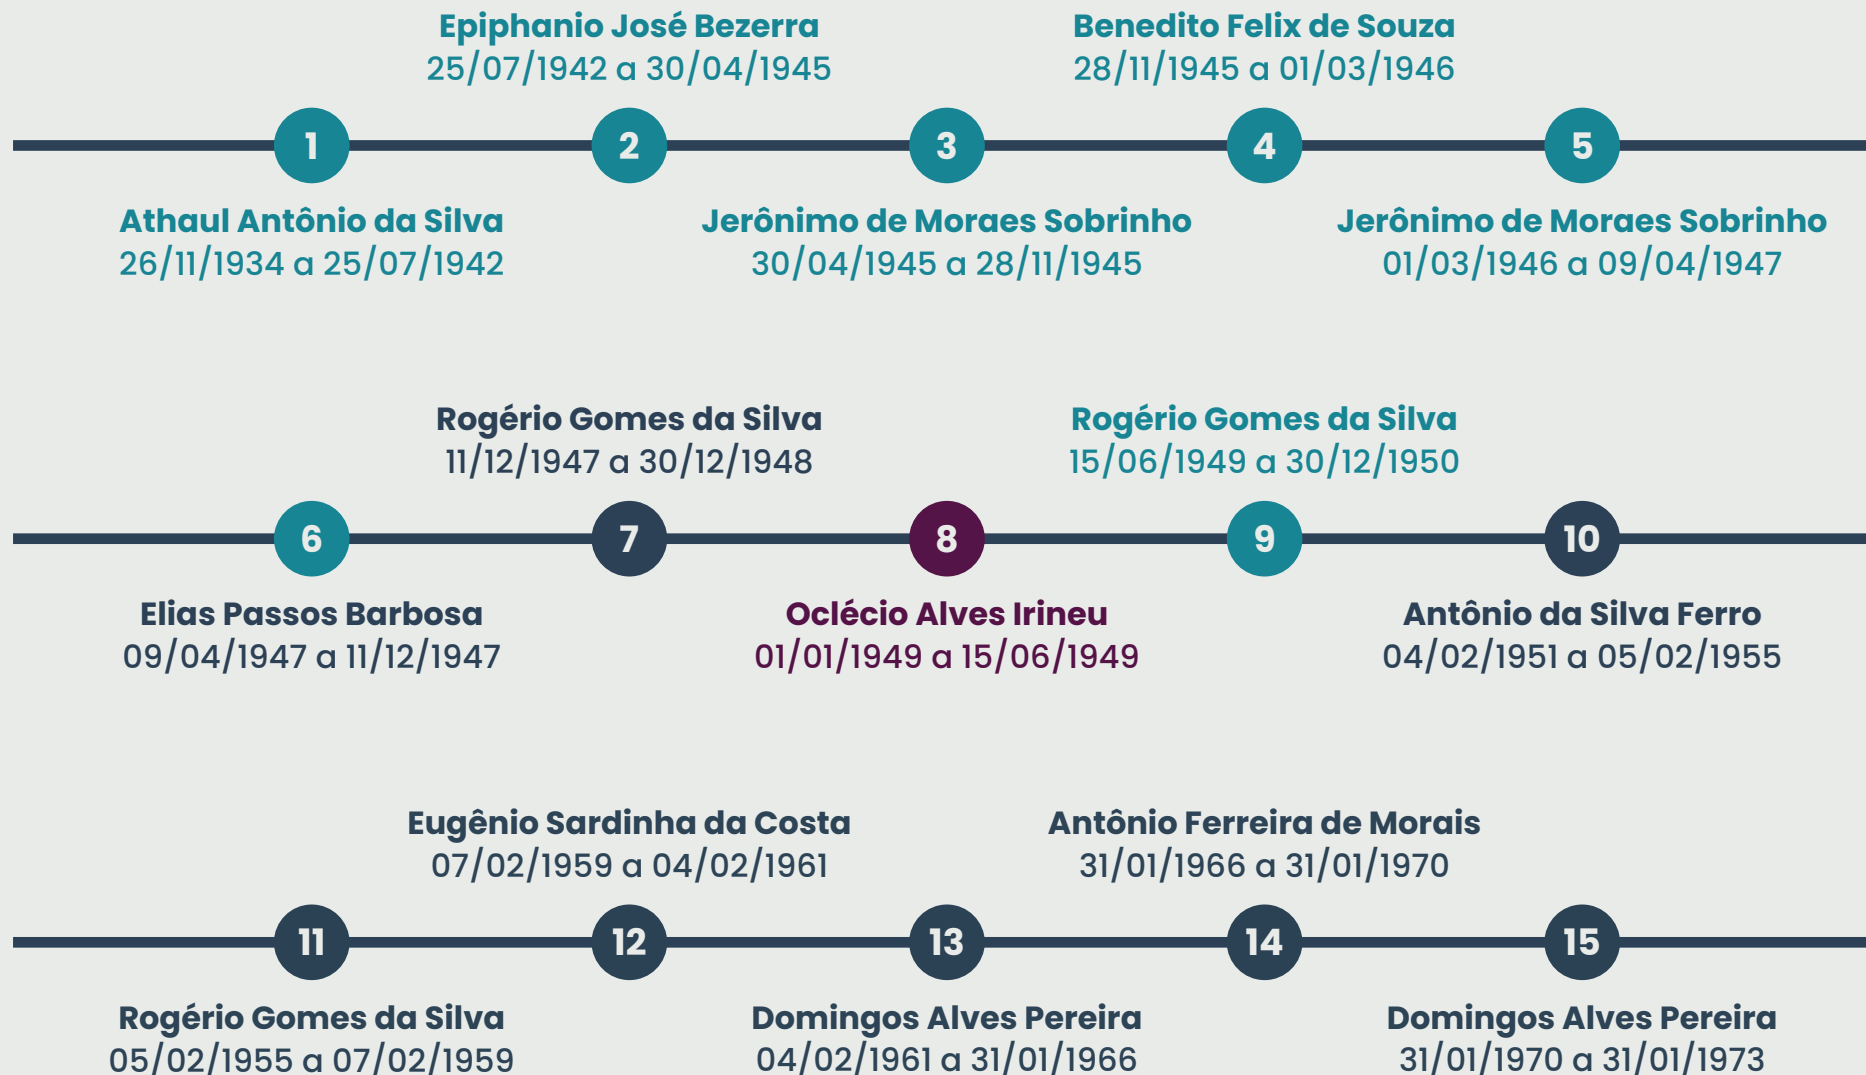 Epiphanio José Bezerra
25/07/1942 a 30/04/1945
Benedito Felix de Souza
28/11/1945 a 01/03/1946
1
2
3
4
5
Athaul Antônio da Silva
26/11/1934 a 25/07/1942
Jerônimo de Moraes Sobrinho
30/04/1945 a 28/11/1945
Jerônimo de Moraes Sobrinho
01/03/1946 a 09/04/1947
Rogério Gomes da Silva
11/12/1947 a 30/12/1948
Rogério Gomes da Silva
15/06/1949 a 30/12/1950
6
7
8
9
10
Elias Passos Barbosa
09/04/1947 a 11/12/1947
Oclécio Alves Irineu
01/01/1949 a 15/06/1949
Antônio da Silva Ferro
04/02/1951 a 05/02/1955
Eugênio Sardinha da Costa
07/02/1959 a 04/02/1961
Antônio Ferreira de Morais
31/01/1966 a 31/01/1970
11
12
13
14
15
Rogério Gomes da Silva
05/02/1955 a 07/02/1959
Domingos Alves Pereira
04/02/1961 a 31/01/1966
Domingos Alves Pereira
31/01/1970 a 31/01/1973